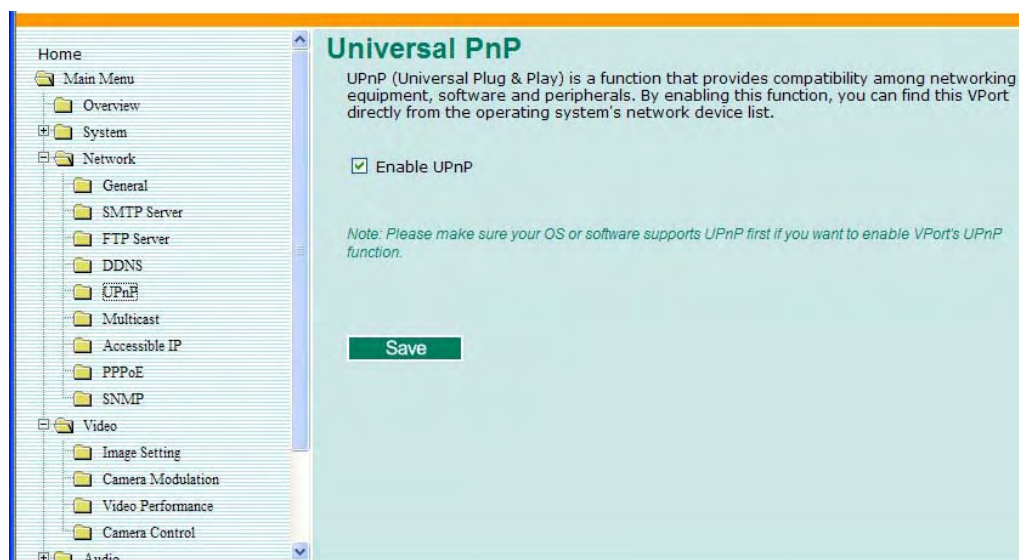 Home
Main Menu
Overview
System
Network
General
SMTP Server
FTP Server
DDNS
UPnP
Multicast
Accessible IP
PPPoE
SNMP
Video
Image Setting
Camera Modulation
Video Performance
Camera Control
Audio
Universal PnP
UPnP (Universal Plug & Play) is a function that provides compatibility among networking
equipment, software and peripherals. By enabling this function, you can find this VPort
directly from the operating system's network device list.
Enable UPnP
Note: Please make sure your OS or software supports UPnP first if you want to enable VPort's UPnP
function.
Save